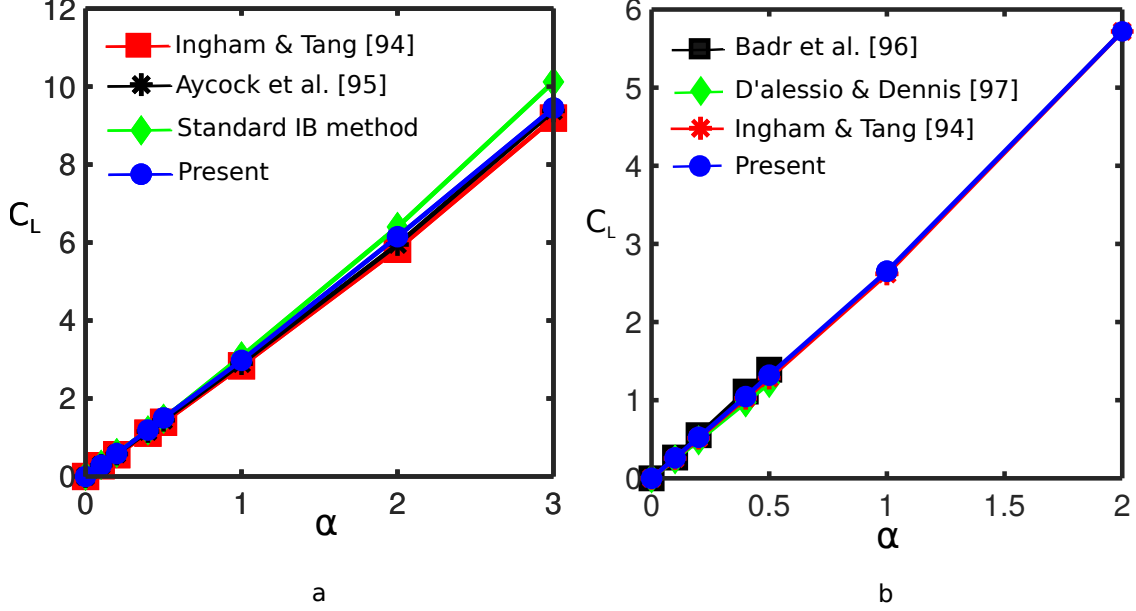 12
10
8
6
4
2
0
C_L
Ingham & Tang [94]
Aycock et al. [95]
Standard IB method
Present
0
1
2
3
α
a
6
5
4
3
2
1
0
C_L
Badr et al. [96]
D'alessio & Dennis [97]
Ingham & Tang [94]
Present
0
0.5
1
1.5
2
α
b